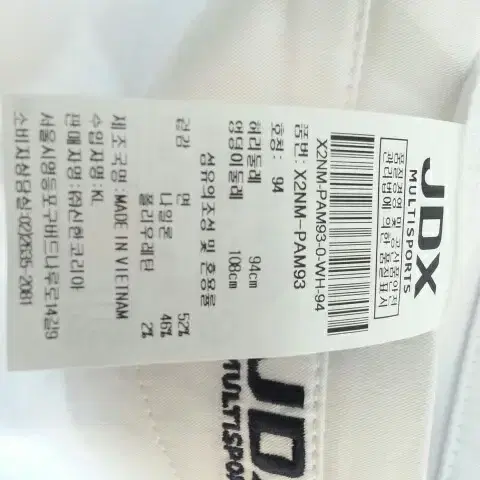 JDX
MULTISPORTS
품질경영 및 공산품안전
관리법에 의한 품질표시
X2NM-PAM93-0-WH-94
품번: X2NM-PAM93
호칭: 94
허리둘레 94cm
엉덩이둘레 108cm
섬유의조성 및 혼용율
겉감 면 52%
나일론 46%
폴리우레탄 2%
제조국명: MADE IN VIETNAM
수입자명: KL
판매자명: ㈜신한코리아
서울시영등포구버드나루로14길9
소비자상담실:02)2635-2081
JDX
MULTISPOR